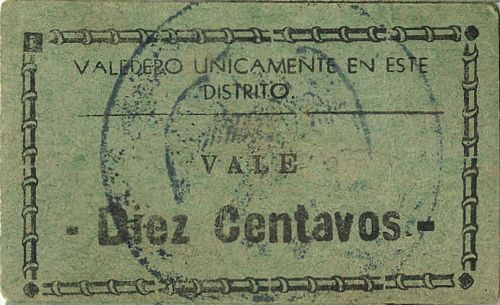 VALEDERO UNICAMENTE EN ESTE
DISTRITO
VALE
- Diez Centavos.-